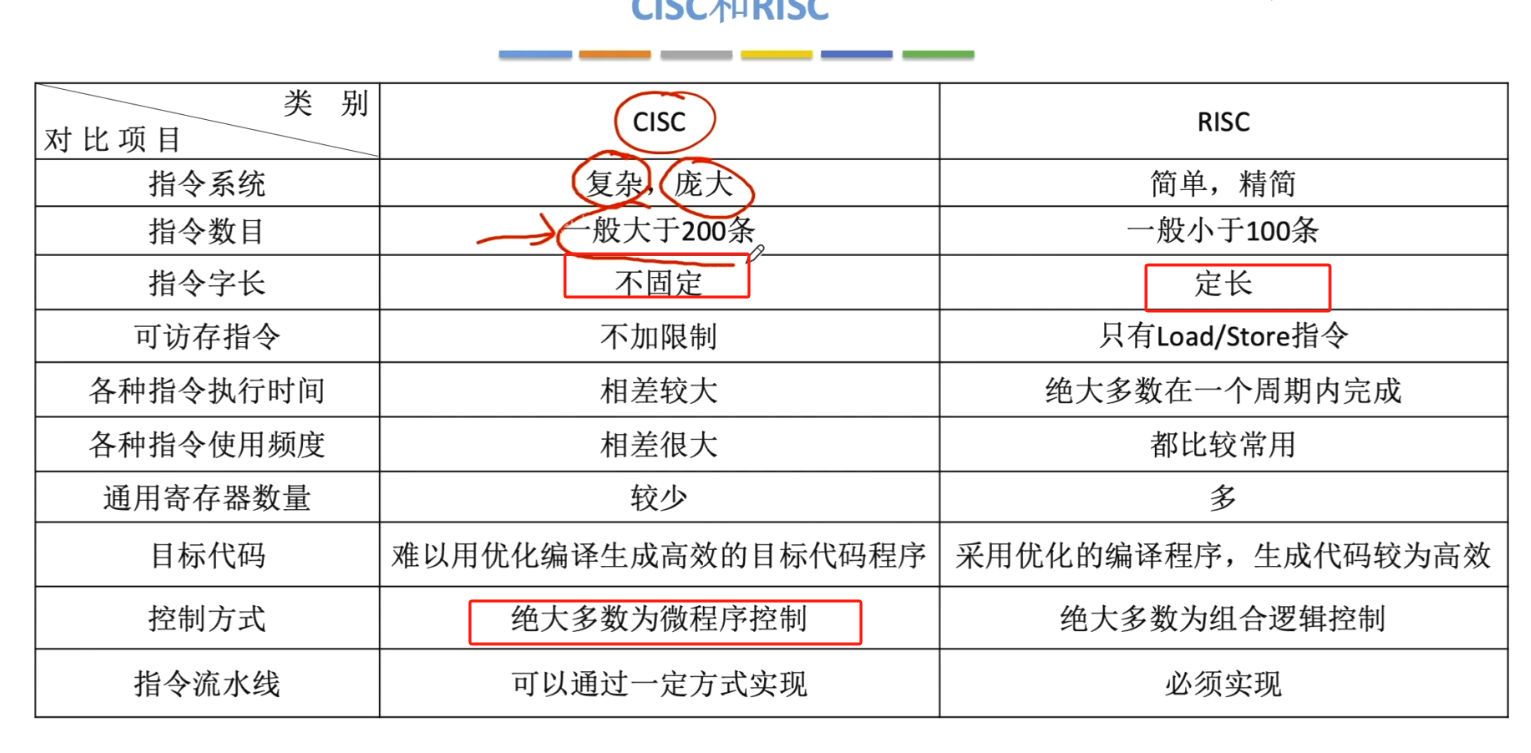 CISC和RISC
类 别
对比项目
CISC
RISC
指令系统
复杂，庞大
简单，精简
指令数目
一般大于200条
一般小于100条
指令字长
不固定
定长
可访存指令
不加限制
只有Load/Store指令
各种指令执行时间
相差较大
绝大多数在一个周期内完成
各种指令使用频度
相差很大
都比较常用
通用寄存器数量
较少
多
目标代码
难以用优化编译生成高效的目标代码程序
采用优化的编译程序，生成代码较为高效
控制方式
绝大多数为微程序控制
绝大多数为组合逻辑控制
指令流水线
可以通过一定方式实现
必须实现